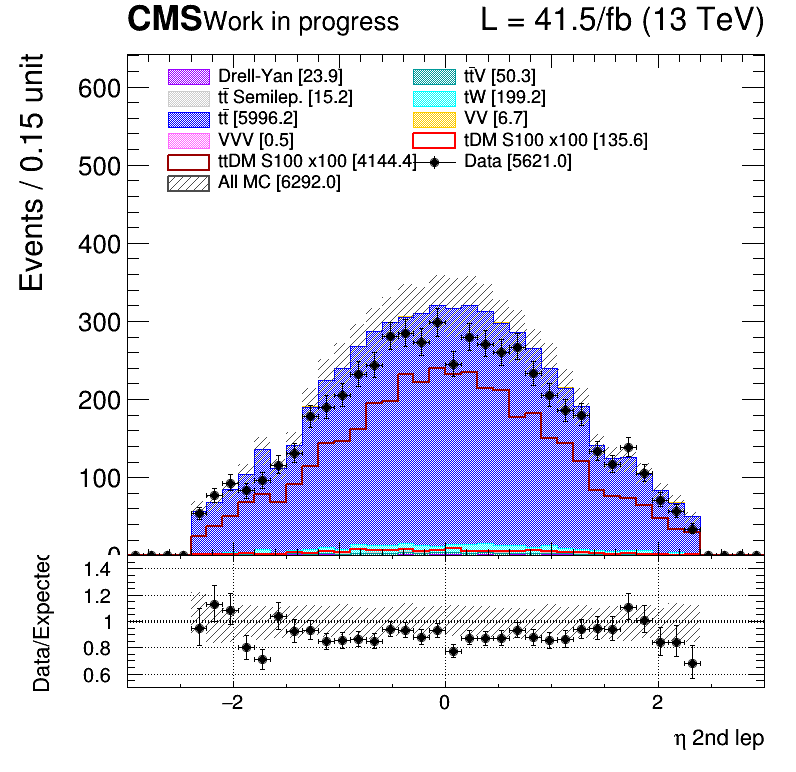 CMS Work in progress L = 41.5/fb (13 TeV)
Events / 0.15 unit
600
500
400
300
200
100
0
Drell-Yan [23.9] tt̄V [50.3]
tt̄ Semilep. [15.2] tW [199.2]
tt̄ [5996.2] VV [6.7]
VVV [0.5] tDM S100 x100 [135.6]
ttDM S100 x100 [4144.4] Data [5621.0]
All MC [6292.0]
Data/Expected
1.4
1.2
1
0.8
0.6
−2 0 2
η 2nd lep